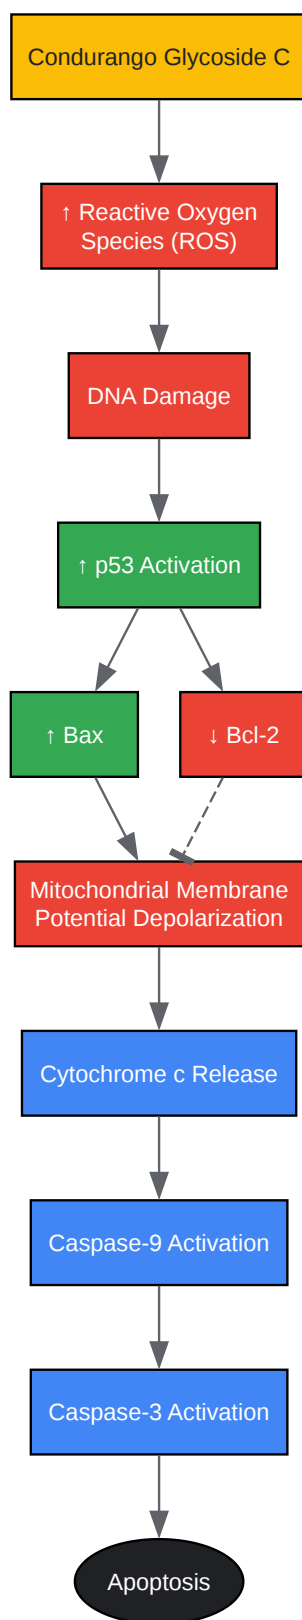 Condurango Glycoside C
↑ Reactive Oxygen
Species (ROS)
DNA Damage
↑ p53 Activation
↑ Bax
↓ Bcl-2
Mitochondrial Membrane
Potential Depolarization
Cytochrome c Release
Caspase-9 Activation
Caspase-3 Activation
Apoptosis